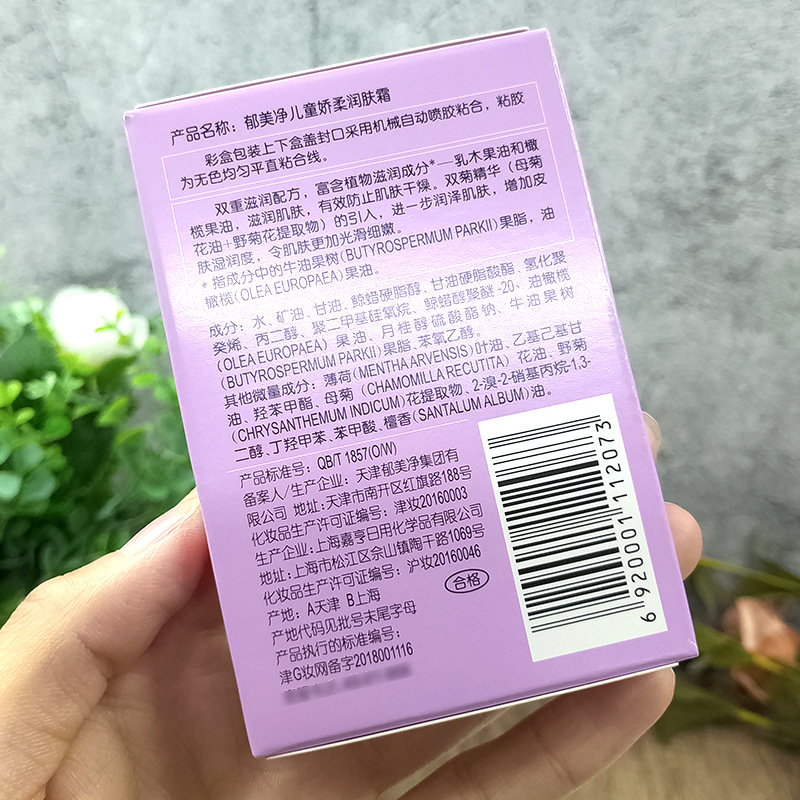 产品名称：郁美净儿童娇柔润肤霜
彩盒包装上下盒盖封口采用机械自动喷胶粘合，粘胶
为无色均匀平直粘合线。
双重滋润配方，富含植物滋润成分*—乳木果油和橄
榄果油，滋润肌肤，有效防止肌肤干燥。双菊精华（母菊
花油+野菊花提取物）的引入，进一步润泽肌肤，增加皮
肤湿润度，令肌肤更加光滑细嫩。
*指成分中的牛油果树(BUTYROSPERMUM PARKII)果脂，油
橄榄(OLEA EUROPAEA)果油。
成分：水、矿油、甘油、鲸蜡硬脂醇、甘油硬脂酸酯、氢化聚
癸烯、丙二醇、聚二甲基硅氧烷、鲸蜡醇聚醚-20、油橄榄
(OLEA EUROPAEA）果油、月桂醇硫酸酯钠、牛油果树
(BUTYROSPERMUM PARKII)果脂、苯氧乙醇。
其他微量成分：薄荷(MENTHA ARVENSIS)叶油、乙基己基甘
油、羟苯甲酯、母菊（CHAMOMILLA RECUTITA）花油、野菊
(CHRYSANTHEMUM INDICUM)花提取物、2-溴-2-硝基丙烷-1,3-
二醇、丁羟甲苯、苯甲酸、檀香(SANTALUM ALBUM)油。
产品标准号：QB/T 1857(O/W)
备案人/生产企业：天津郁美净集团有
限公司 地址：天津市南开区红旗路188号
化妆品生产许可证编号：津妆20160003
生产企业：上海嘉亨日用化学品有限公司
地址：上海市松江区佘山镇陶干路1069号
化妆品生产许可证编号：沪妆20160046
产地：A天津 B上海
合格
产地代码见批号末尾字母
产品执行的标准编号：
津G妆网备字2018001116
6 920001 112073